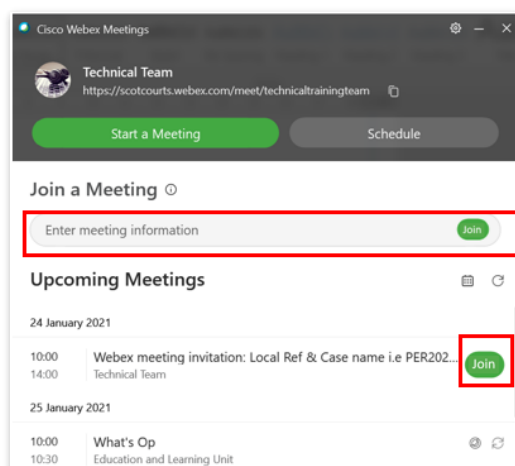 Cisco Webex Meetings
Technical Team
https://scotcourts.webex.com/meet/technicaltrainingteam
Start a Meeting
Schedule
Join a Meeting
Enter meeting information
Join
Upcoming Meetings
24 January 2021
10:00 Webex meeting invitation: Local Ref & Case name i.e PER202...
Join
14:00 Technical Team
25 January 2021
10:00 What's Op
10:30 Education and Learning Unit